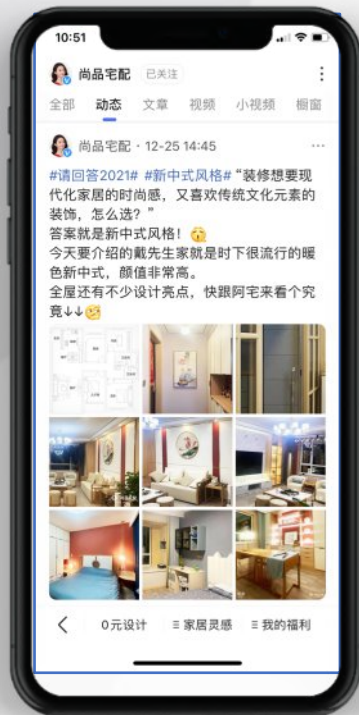 10:51
尚品宅配 已关注
全部 动态 文章 视频 小视频 橱窗
尚品宅配・12-25 14:45
#请回答2021# #新中式风格# “装修想要现
代化家居的时尚感，又喜欢传统文化元素的
装饰，怎么选？”
答案就是新中式风格！
今天要介绍的戴先生家就是时下很流行的暖
色新中式，颜值非常高。
全屋还有不少设计亮点，快跟阿宅来看个究
竟↓↓
0元设计 ≡家居灵感 ≡我的福利